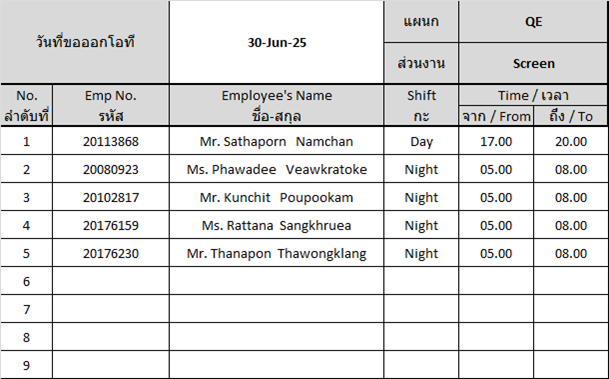 วันที่ขอออกโอที 30-Jun-25 แผนก QE
ส่วนงาน Screen
No. Emp No. Employee's Name Shift Time / เวลา
ลำดับที่ รหัส ชื่อ-สกุล กะ จาก / From ถึง / To
1 20113868 Mr. Sathaporn Namchan Day 17.00 20.00
2 20080923 Ms. Phawadee Veawkratoke Night 05.00 08.00
3 20102817 Mr. Kunchit Poupookam Night 05.00 08.00
4 20176159 Ms. Rattana Sangkhruea Night 05.00 08.00
5 20176230 Mr. Thanapon Thawongklang Night 05.00 08.00
6
7
8
9